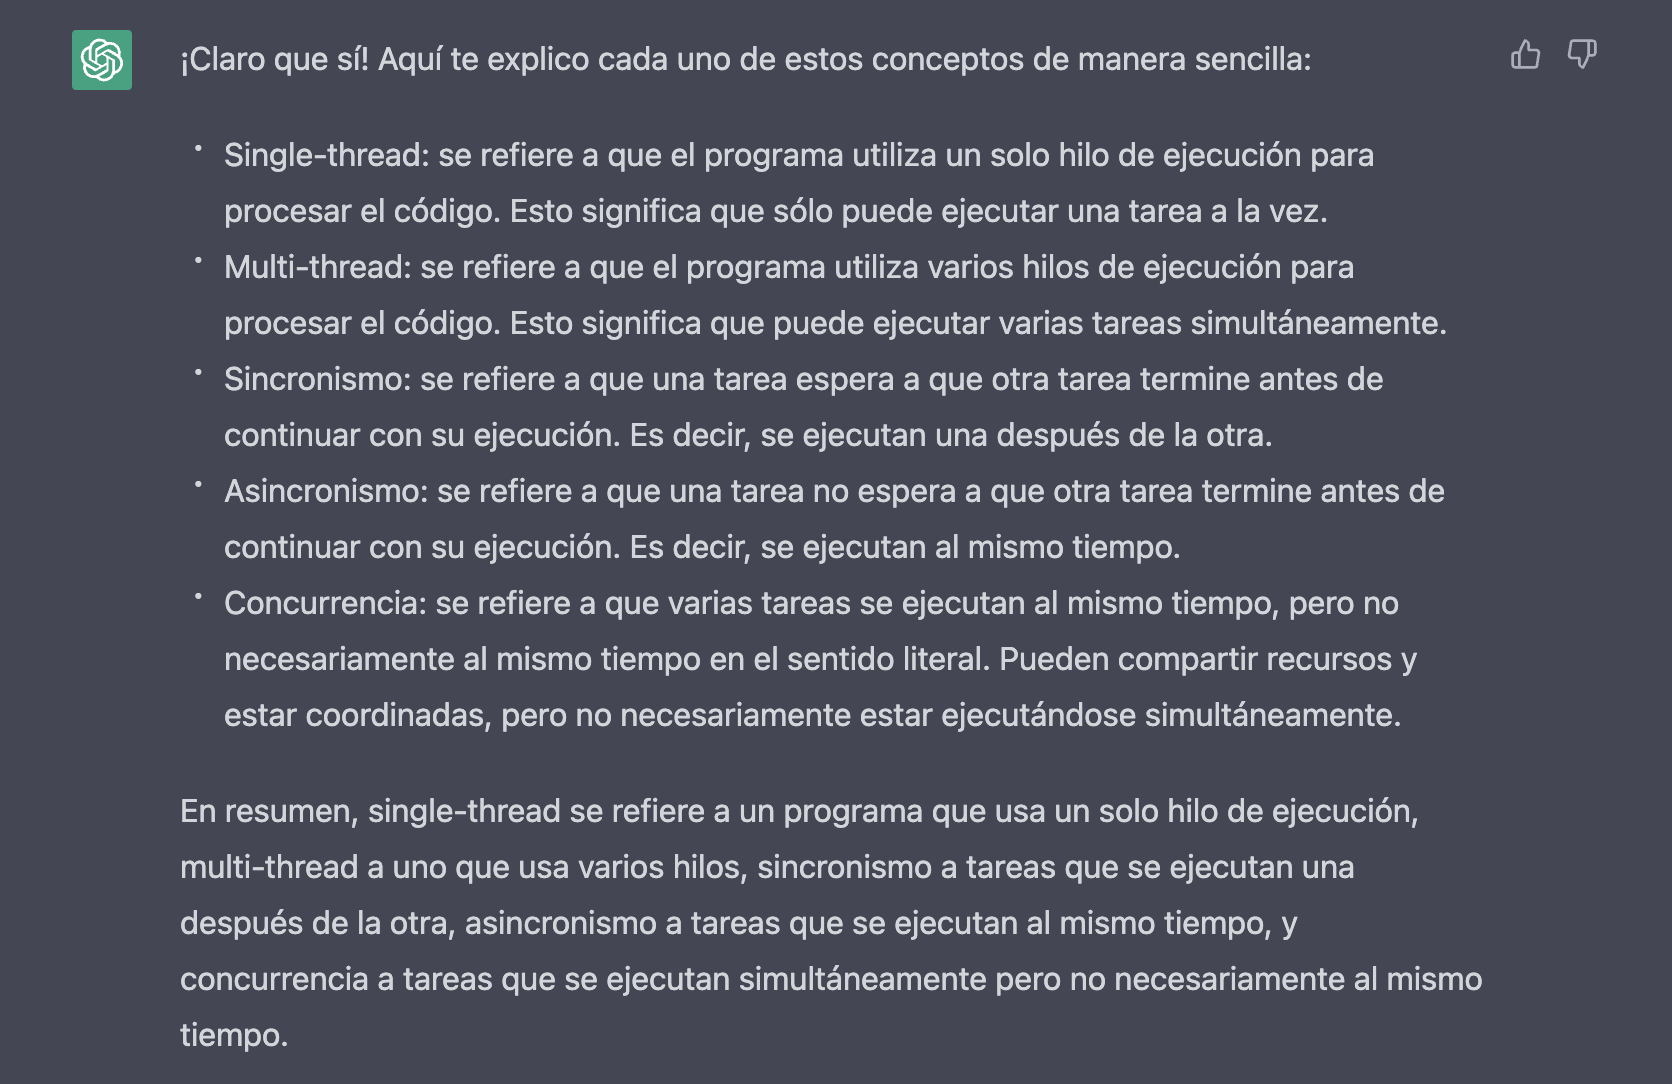 ¡Claro que sí! Aquí te explico cada uno de estos conceptos de manera sencilla:
• Single-thread: se refiere a que el programa utiliza un solo hilo de ejecución para
procesar el código. Esto significa que sólo puede ejecutar una tarea a la vez.
• Multi-thread: se refiere a que el programa utiliza varios hilos de ejecución para
procesar el código. Esto significa que puede ejecutar varias tareas simultáneamente.
• Sincronismo: se refiere a que una tarea espera a que otra tarea termine antes de
continuar con su ejecución. Es decir, se ejecutan una después de la otra.
• Asincronismo: se refiere a que una tarea no espera a que otra tarea termine antes de
continuar con su ejecución. Es decir, se ejecutan al mismo tiempo.
• Concurrencia: se refiere a que varias tareas se ejecutan al mismo tiempo, pero no
necesariamente al mismo tiempo en el sentido literal. Pueden compartir recursos y
estar coordinadas, pero no necesariamente estar ejecutándose simultáneamente.
En resumen, single-thread se refiere a un programa que usa un solo hilo de ejecución,
multi-thread a uno que usa varios hilos, sincronismo a tareas que se ejecutan una
después de la otra, asincronismo a tareas que se ejecutan al mismo tiempo, y
concurrencia a tareas que se ejecutan simultáneamente pero no necesariamente al mismo
tiempo.